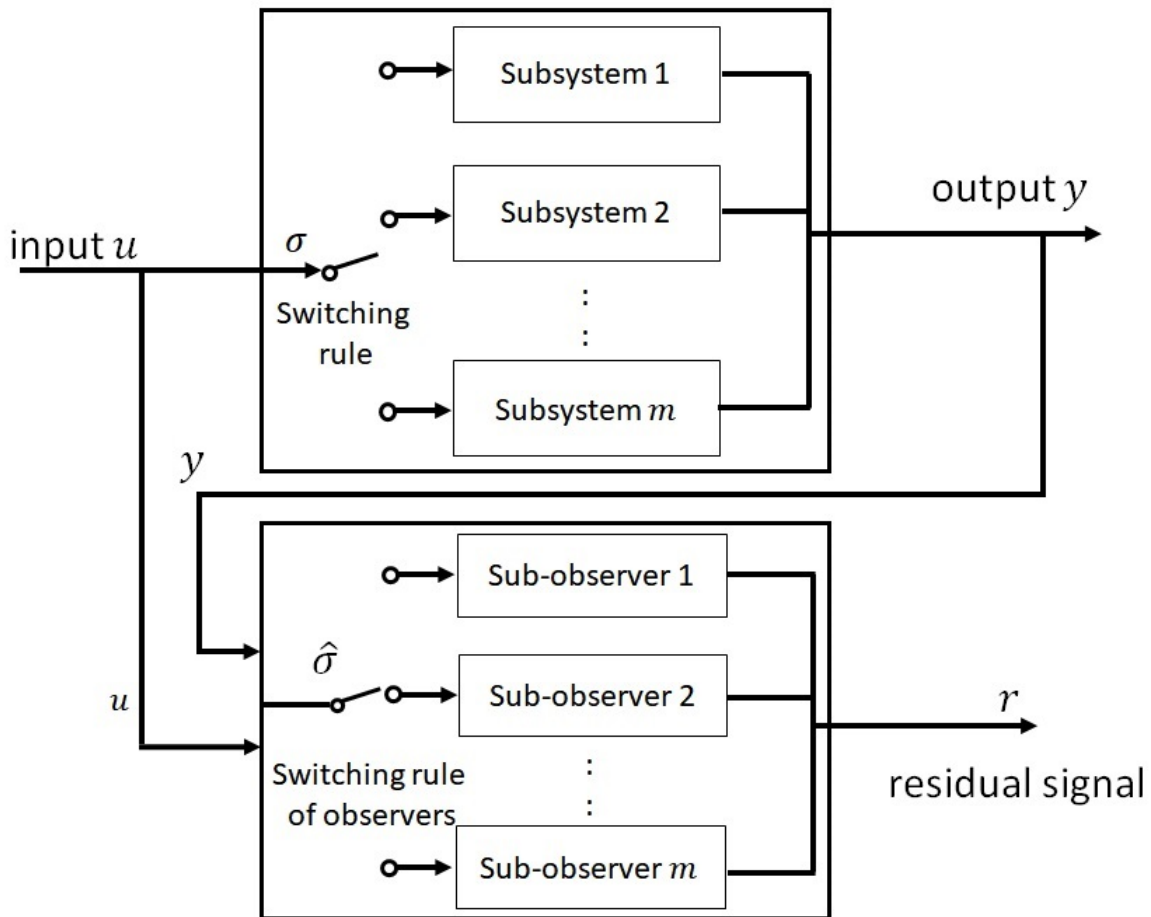 Subsystem 1
Subsystem 2
output y
σ
input u
Switching
rule
:
:
Subsystem m
y
Sub-observer 1
σ̂
u
Sub-observer 2
r
Switching rule
of observers
:
:
residual signal
Sub-observer m